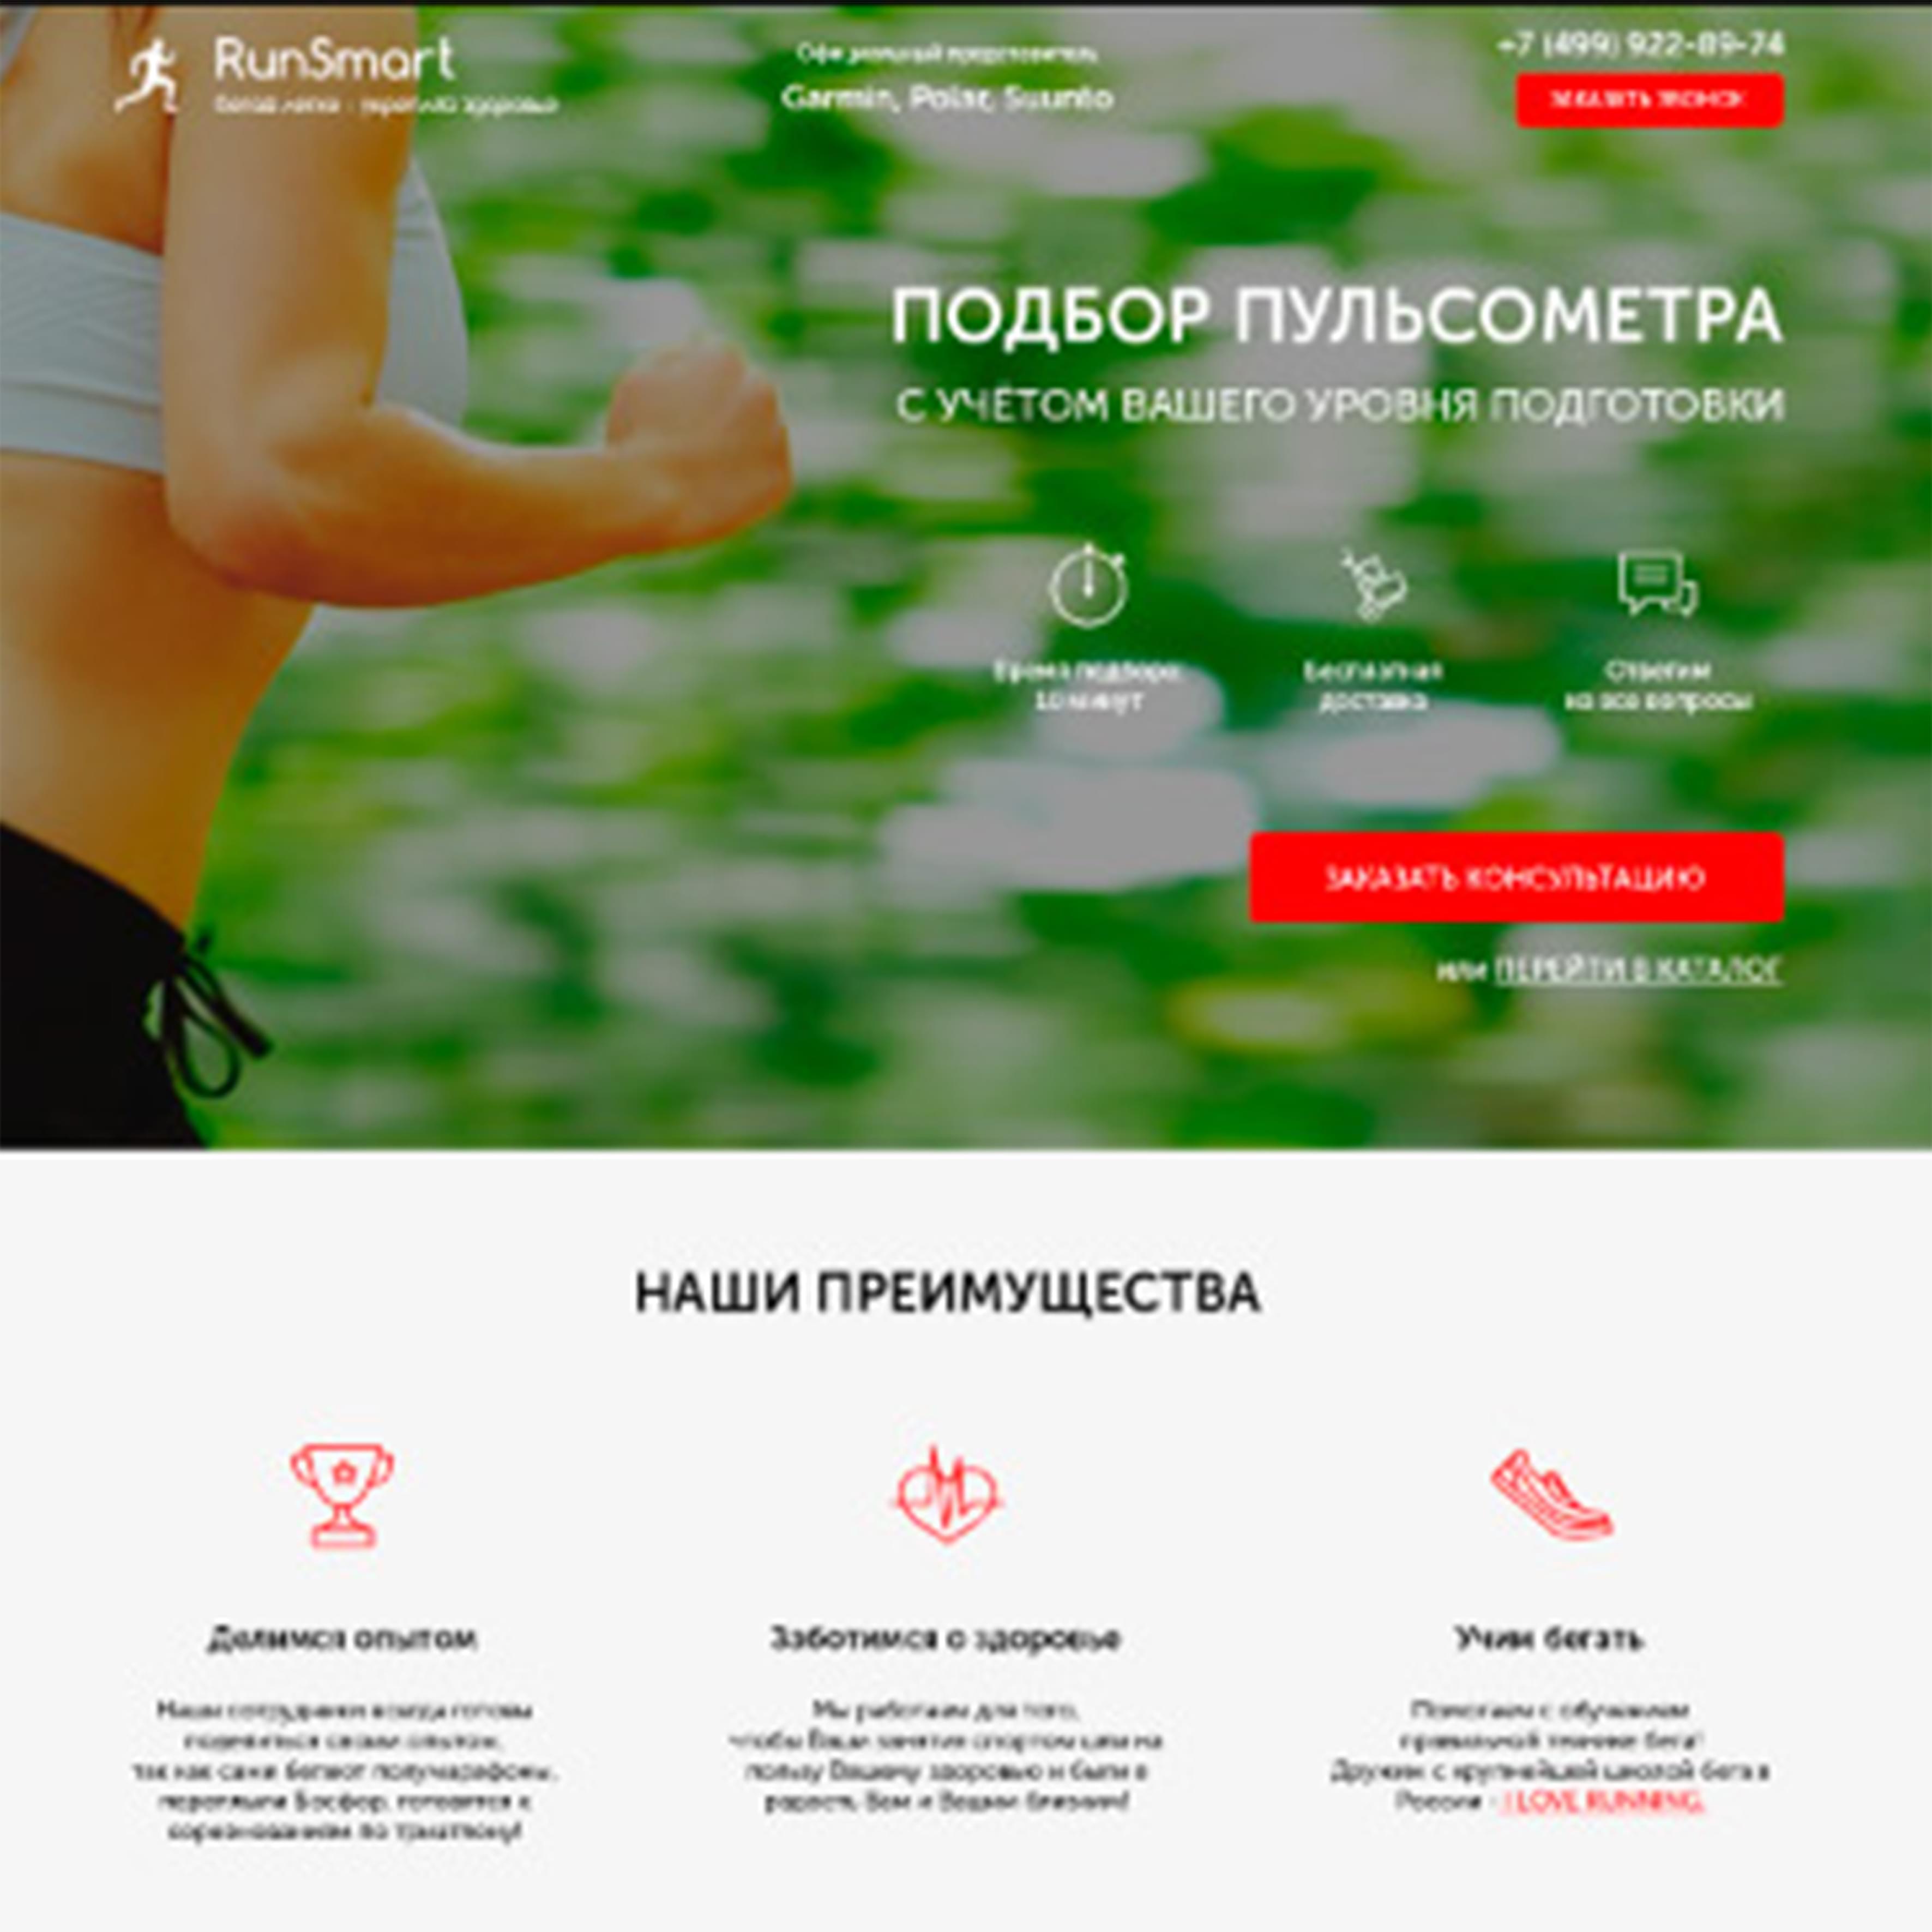 RunSmart
бегай легко - укрепляя здоровье
Официальный представитель
Garmin, Polar, Suunto
+7 (499) 922-89-74
ЗАКАЗАТЬ ЗВОНОК
ПОДБОР ПУЛЬСОМЕТРА
С УЧЁТОМ ВАШЕГО УРОВНЯ ПОДГОТОВКИ
Время подбора
10 минут
Бесплатная
доставка
Ответим
на все вопросы
ЗАКАЗАТЬ КОНСУЛЬТАЦИЮ
или ПЕРЕЙТИ В КАТАЛОГ
НАШИ ПРЕИМУЩЕСТВА
Делимся опытом
Наши сотрудники всегда готовы
поделиться своим опытом,
так как сами бегают полумарафоны,
переплыли Босфор, готовятся к
соревнованиям по триатлону!
Заботимся о здоровье
Мы работаем для того,
чтобы Ваши занятия спортом шли на
пользу Вашему здоровью и были в
радость Вам и Вашим близким!
Учим бегать
Помогаем с обучением
правильной технике бега!
Дружим с крупнейшей школой бега в
России - I LOVE RUNNING.